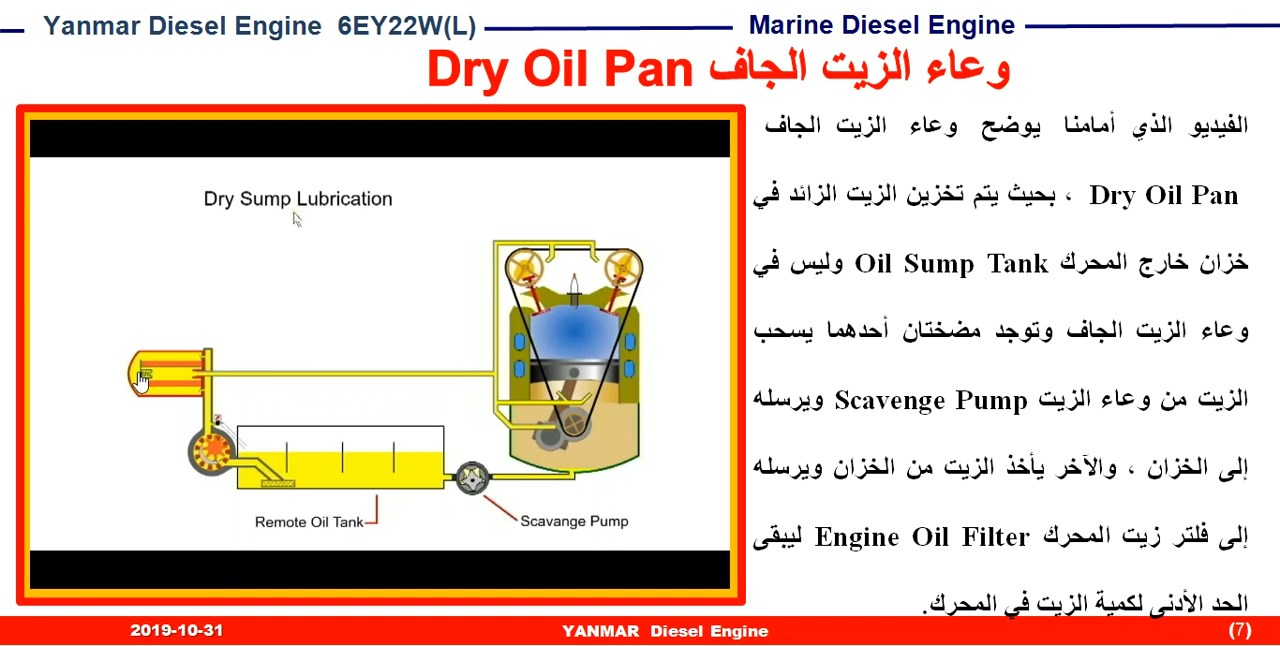 Yanmar Diesel Engine 6EY22W(L)
Marine Diesel Engine
وعاء الزيت الجاف Dry Oil Pan
Dry Sump Lubrication
Remote Oil Tank
Scavange Pump
الفيديو الذي أمامنا يوضح وعاء الزيت الجاف
Dry Oil Pan ، بحيث يتم تخزين الزيت الزائد في
خزان خارج المحرك Oil Sump Tank وليس في
وعاء الزيت الجاف وتوجد مضختان أحدهما يسحب
الزيت من وعاء الزيت Scavenge Pump ويرسله
إلى الخزان ، والآخر يأخذ الزيت من الخزان ويرسله
إلى فلتر زيت المحرك Engine Oil Filter ليبقى
الحد الأدنى لكمية الزيت في المحرك.
2019-10-31
YANMAR Diesel Engine
(7)